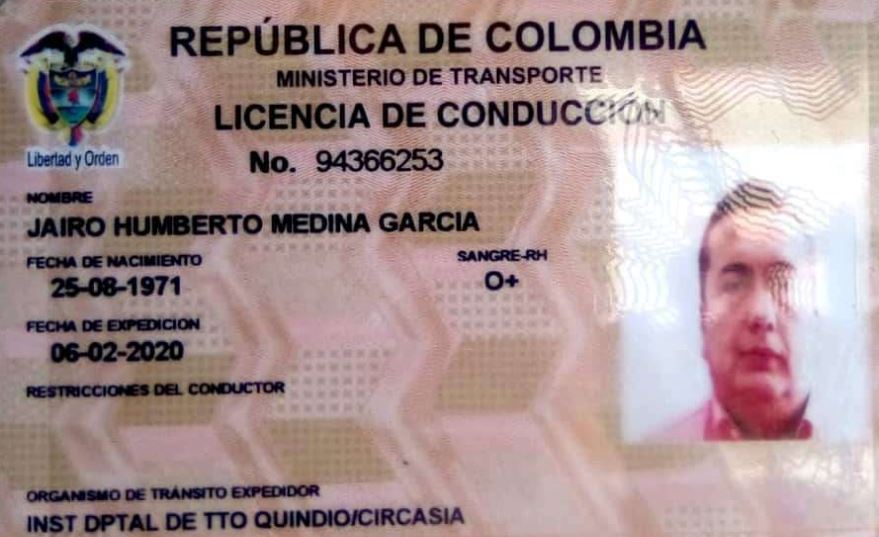 REPÚBLICA DE COLOMBIA
MINISTERIO DE TRANSPORTE
LICENCIA DE CONDUCCIÓN
Libertad y Orden
No. 94366253
NOMBRE
JAIRO HUMBERTO MEDINA GARCIA
FECHA DE NACIMIENTO SANGRE-RH
25-08-1971 O+
FECHA DE EXPEDICION
06-02-2020
RESTRICCIONES DEL CONDUCTOR
ORGANISMO DE TRÁNSITO EXPEDIDOR
INST DPTAL DE TTO QUINDIO/CIRCASIA